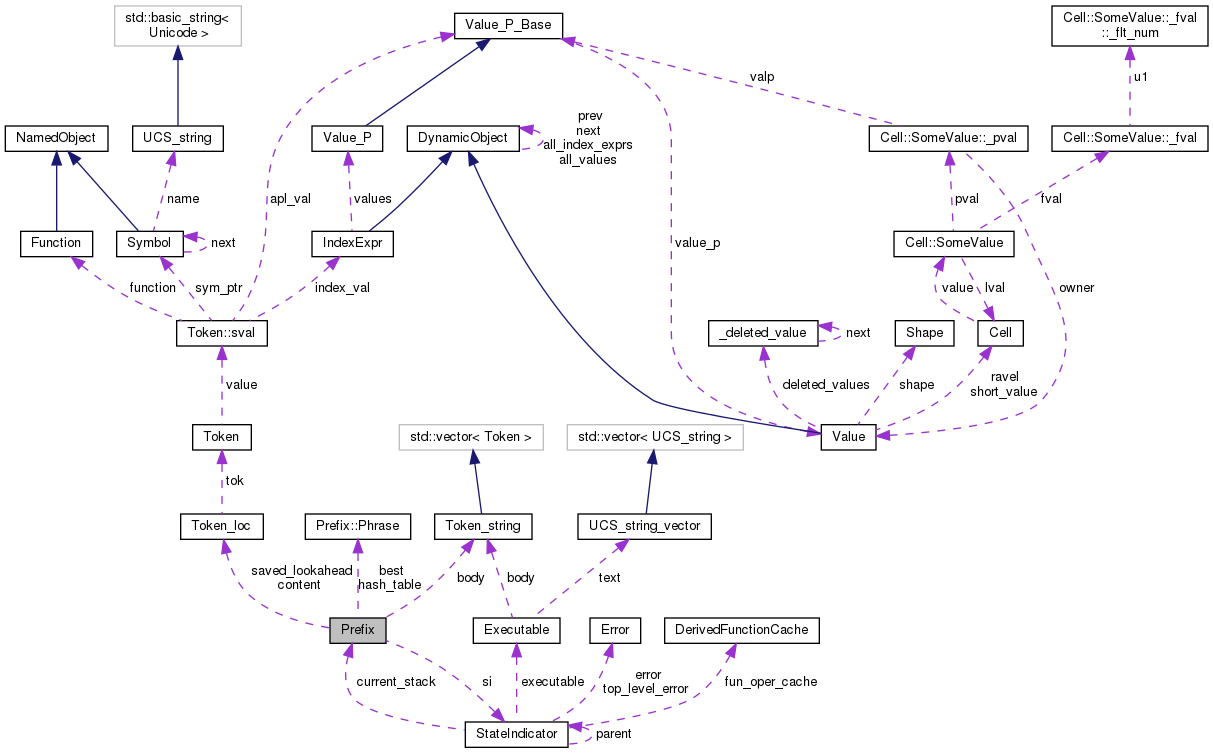 std::basic_string<
Unicode >
Value_P_Base
Cell::SomeValue::_fval
::_flt_num
valp
u1
prev
next
all_index_exprs
all_values
NamedObject
UCS_string
Value_P
DynamicObject
Cell::SomeValue::_pval
Cell::SomeValue::_fval
name
apl_val
values
pval
fval
Function
Symbol
next
IndexExpr
value_p
Cell::SomeValue
function
sym_ptr
index_val
value
lval
owner
Token::sval
_deleted_value
next
Shape
Cell
value
deleted_values
shape
ravel
short_value
Token
std::vector< Token >
std::vector< UCS_string >
Value
tok
Token_loc
Prefix::Phrase
Token_string
UCS_string_vector
saved_lookahead
content
best
hash_table
body
body
text
Prefix
Executable
Error
DerivedFunctionCache
current_stack
si
executable
error
top_level_error
fun_oper_cache
StateIndicator
parent